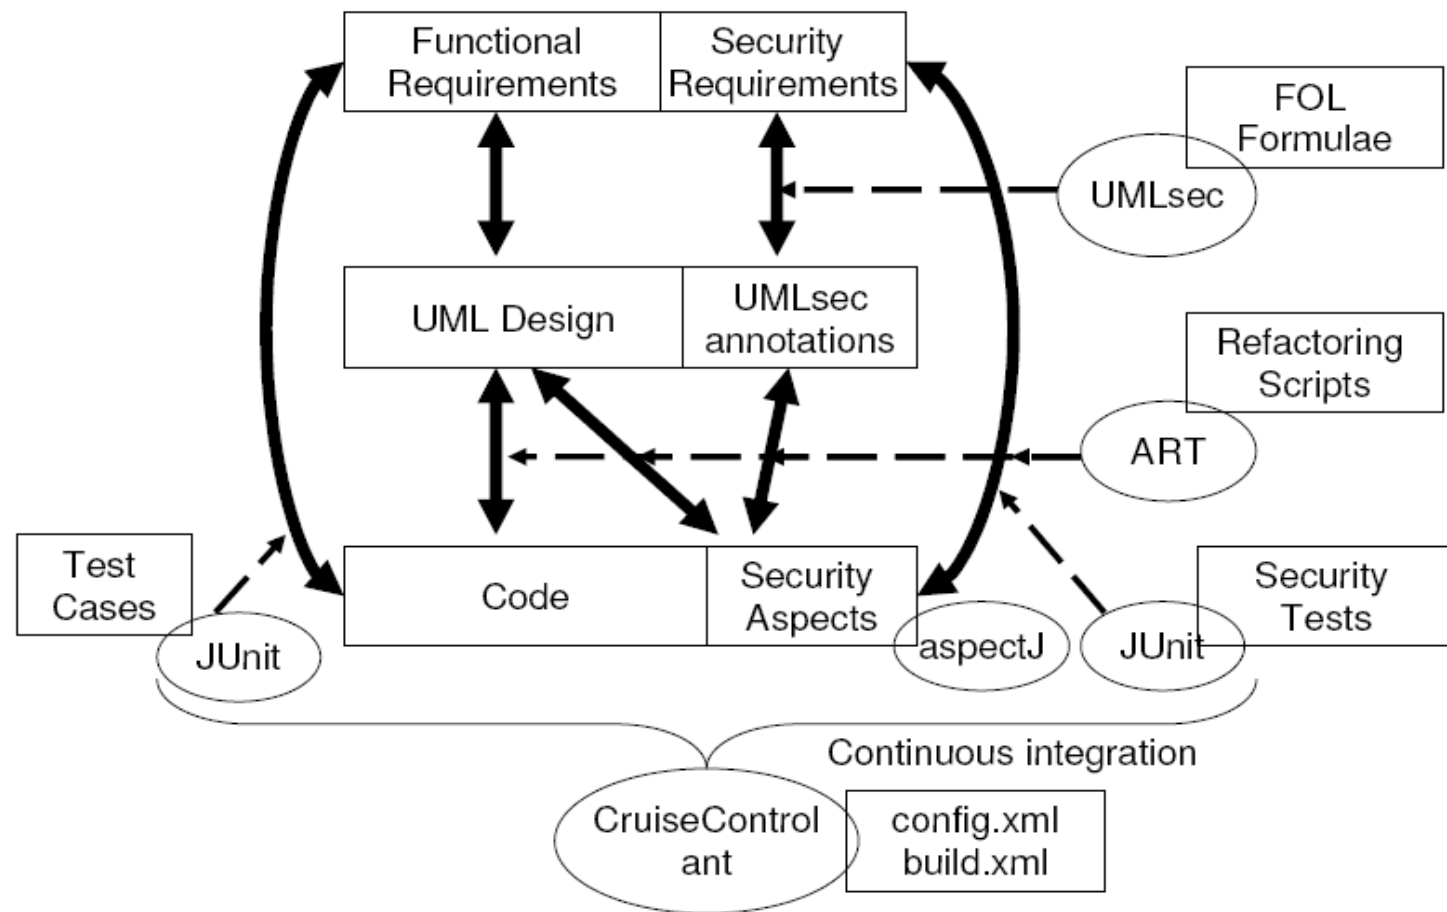 Functional
Requirements
Security
Requirements
FOL
Formulae
UMLsec
UML Design
UMLsec
annotations
Refactoring
Scripts
ART
Test
Cases
JUnit
Code
Security
Aspects
aspectJ
JUnit
Security
Tests
Continuous integration
CruiseControl
ant
config.xml
build.xml